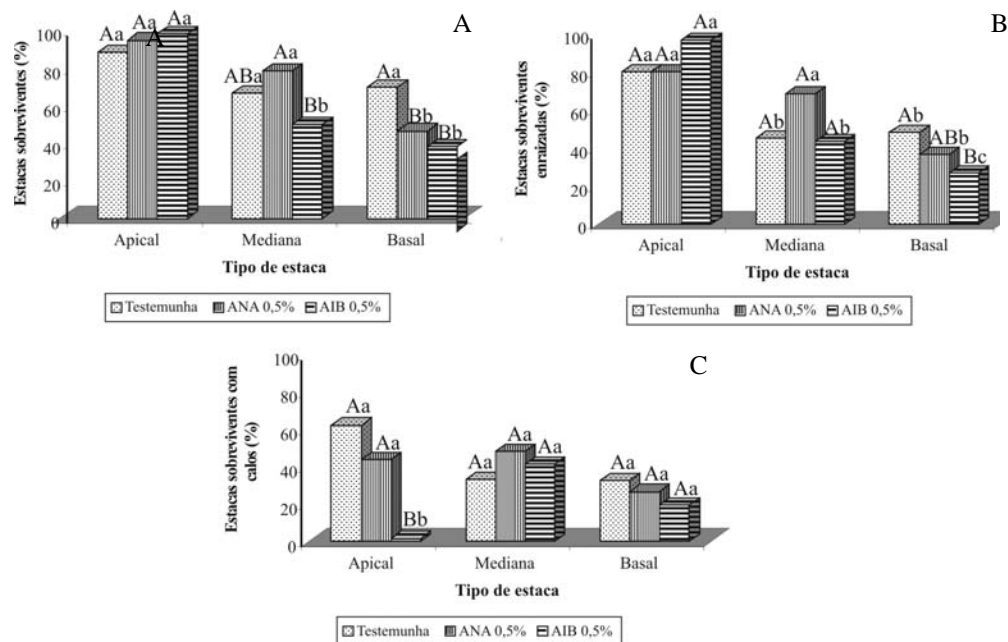 A
Aa Aa Aa
A
ABa Aa Bb
Aa Bb Bb
Estacas sobreviventes (%)
100
80
60
40
20
0
Apical Mediana Basal
Tipo de estaca
Testemunha ANA 0,5% AIB 0,5%
B
Aa Aa Aa
Ab Aa Ab
Ab ABb Bc
Estacas sobreviventes
enraizadas (%)
100
80
60
40
20
0
Apical Mediana Basal
Tipo de estaca
Testemunha ANA 0,5% AIB 0,5%
C
Aa Aa Bb
Aa Aa Aa
Aa Aa Aa
Estacas sobreviventes com
calos (%)
100
80
60
40
20
0
Apical Mediana Basal
Tipo de estaca
Testemunha ANA 0,5% AIB 0,5%